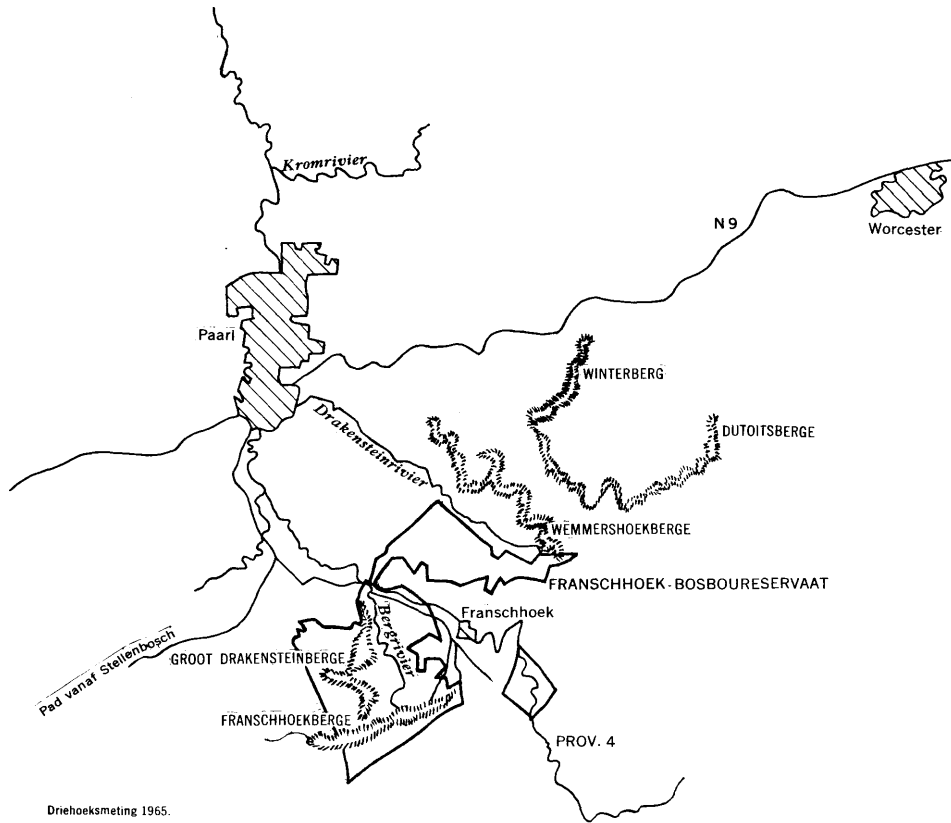 Kromrivier
N9
Worcester
Paarl
WINTERBERG
Drakensteinrivier
DUTOITSBERGE
WEMMERSHOEKBERGE
FRANSCHHOEK-BOSBOURESERVAAT
Franschhoek
Bergrivier
Pad vanaf Stellenbosch
GROOT DRAKENSTEINBERGE
FRANSCHHOEKBERGE
PROV. 4
Driehoeksmeting 1965.